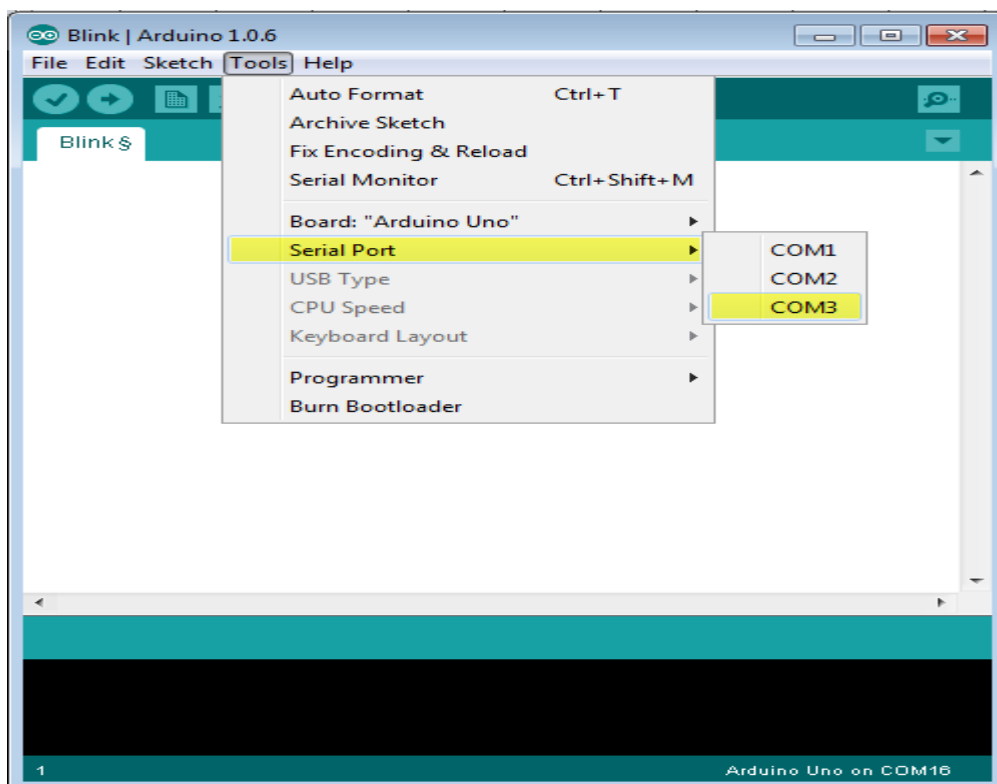 Blink | Arduino 1.0.6
File Edit Sketch Tools Help
Blink §
Auto Format Ctrl+T
Archive Sketch
Fix Encoding & Reload
Serial Monitor Ctrl+Shift+M
Board: "Arduino Uno"
Serial Port
USB Type
CPU Speed
Keyboard Layout
Programmer
Burn Bootloader
COM1
COM2
COM3
1 Arduino Uno on COM16